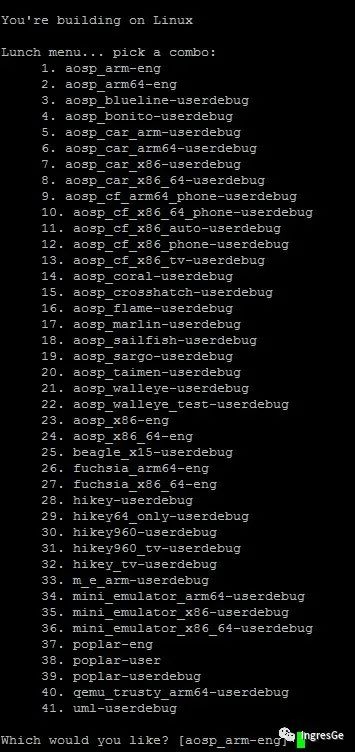 You're building on Linux
Lunch menu... pick a combo:
1. aosp_arm-eng
2. aosp_arm64-eng
3. aosp_blueline-userdebug
4. aosp_bonito-userdebug
5. aosp_car_arm-userdebug
6. aosp_car_arm64-userdebug
7. aosp_car_x86-userdebug
8. aosp_car_x86_64-userdebug
9. aosp_cf_arm64_phone-userdebug
10. aosp_cf_x86_64_phone-userdebug
11. aosp_cf_x86_auto-userdebug
12. aosp_cf_x86_phone-userdebug
13. aosp_cf_x86_tv-userdebug
14. aosp_coral-userdebug
15. aosp_crosshatch-userdebug
16. aosp_flame-userdebug
17. aosp_marlin-userdebug
18. aosp_sailfish-userdebug
19. aosp_sargo-userdebug
20. aosp_taimen-userdebug
21. aosp_walleye-userdebug
22. aosp_walleye_test-userdebug
23. aosp_x86-eng
24. aosp_x86_64-eng
25. beagle_x15-userdebug
26. fuchsia_arm64-eng
27. fuchsia_x86_64-eng
28. hikey-userdebug
29. hikey64_only-userdebug
30. hikey960-userdebug
31. hikey960_tv-userdebug
32. hikey_tv-userdebug
33. m_e_arm-userdebug
34. mini_emulator_arm64-userdebug
35. mini_emulator_x86-userdebug
36. mini_emulator_x86_64-userdebug
37. poplar-eng
38. poplar-user
39. poplar-userdebug
40. qemu_trusty_arm64-userdebug
41. uml-userdebug
Which would you like? [aosp_arm-eng]
IngresGe